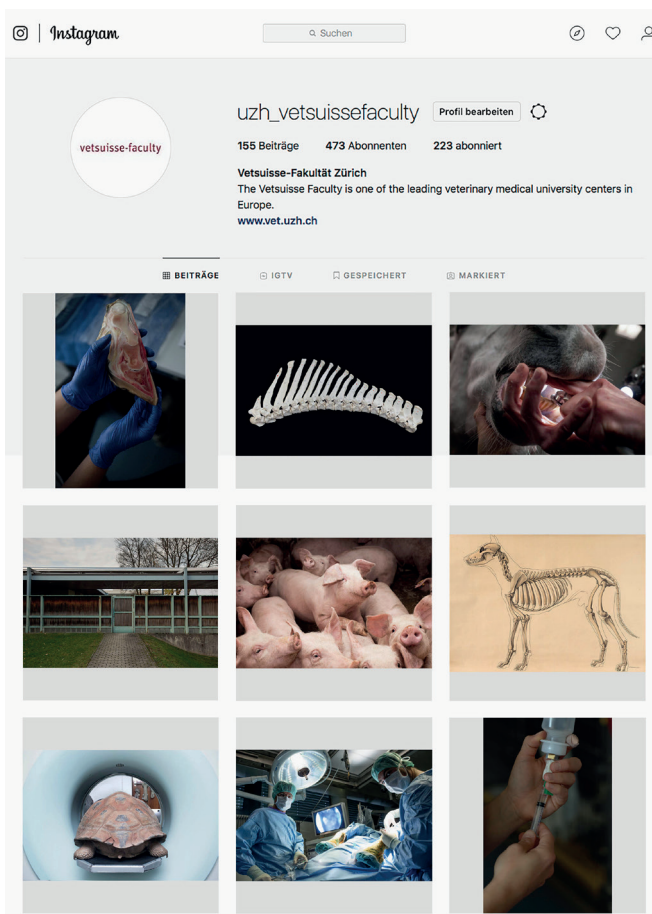 Instagram
Suchen
vetsuisse-faculty
uzh_vetsuissefaculty Profil bearbeiten
155 Beiträge 473 Abonnenten 223 abonniert
Vetsuisse-Fakultät Zürich
The Vetsuisse Faculty is one of the leading veterinary medical university centers in
Europe.
www.vet.uzh.ch
BEITRÄGE IGTV GESPEICHERT MARKIERT